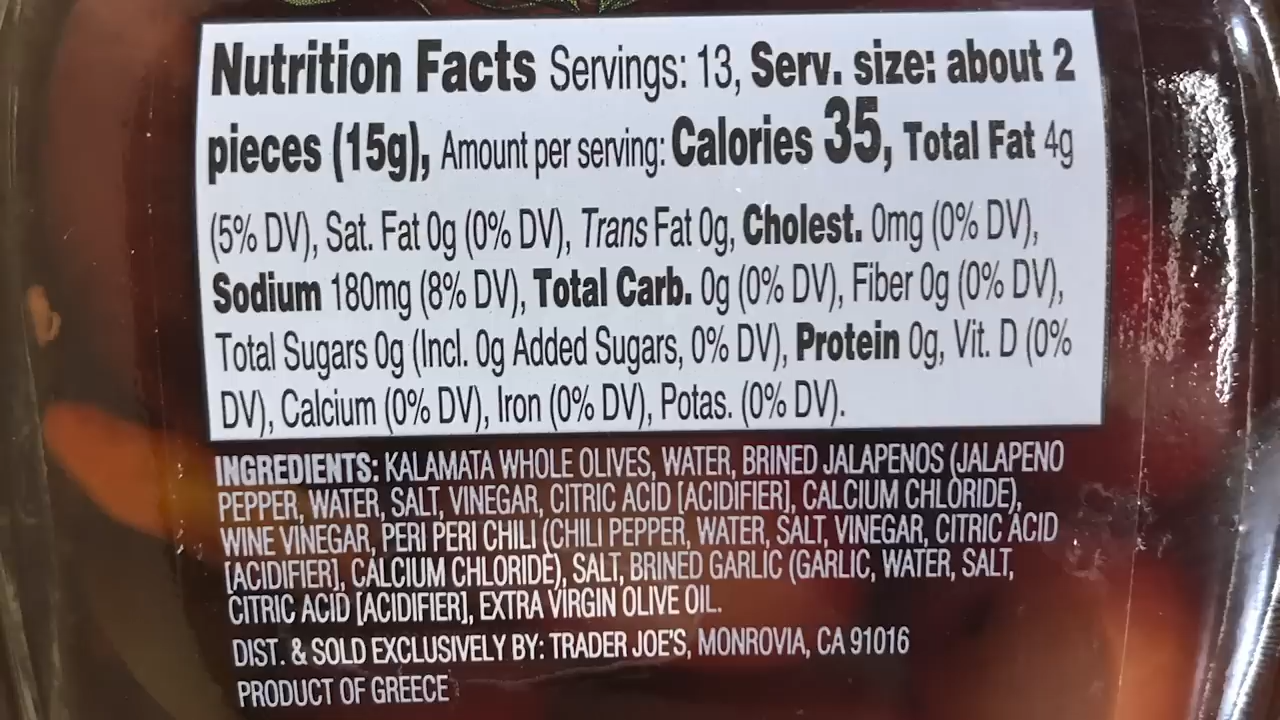 Nutrition Facts Servings: 13, Serv. size: about 2
pieces (15g), Amount per serving: Calories 35, Total Fat 4g
(5% DV), Sat. Fat 0g (0% DV), Trans Fat 0g, Cholest. 0mg (0% DV),
Sodium 180mg (8% DV), Total Carb. 0g (0% DV), Fiber 0g (0% DV),
Total Sugars 0g (Incl. 0g Added Sugars, 0% DV), Protein 0g, Vit. D (0%
DV), Calcium (0% DV), Iron (0% DV), Potas. (0% DV).
INGREDIENTS: KALAMATA WHOLE OLIVES, WATER, BRINED JALAPENOS (JALAPENO
PEPPER, WATER, SALT, VINEGAR, CITRIC ACID [ACIDIFIER], CALCIUM CHLORIDE),
WINE VINEGAR, PERI PERI CHILI (CHILI PEPPER, WATER, SALT, VINEGAR, CITRIC ACID
[ACIDIFIER], CALCIUM CHLORIDE), SALT, BRINED GARLIC (GARLIC, WATER, SALT,
CITRIC ACID [ACIDIFIER], EXTRA VIRGIN OLIVE OIL.
DIST. & SOLD EXCLUSIVELY BY: TRADER JOE'S, MONROVIA, CA 91016
PRODUCT OF GREECE